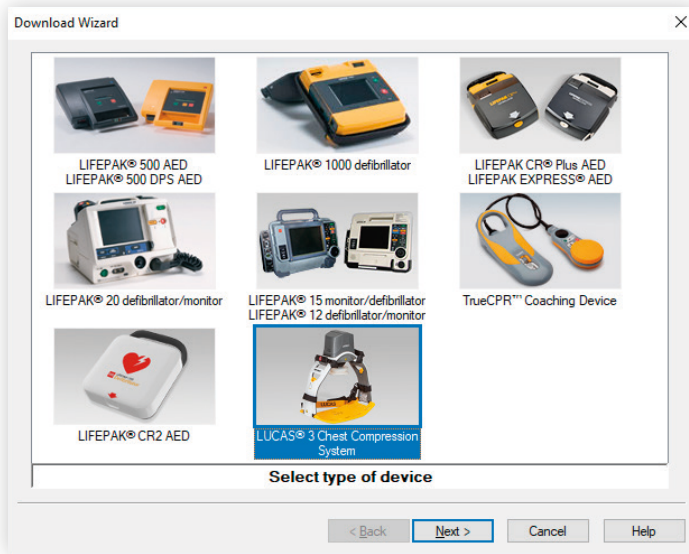 Download Wizard
LIFEPAK® 500 AED
LIFEPAK® 500 DPS AED
LIFEPAK® 1000 defibrillator
LIFEPAK CR® Plus AED
LIFEPAK EXPRESS® AED
LIFEPAK® 20 defibrillator/monitor
LIFEPAK® 15 monitor/defibrillator
LIFEPAK® 12 defibrillator/monitor
TrueCPR™ Coaching Device
LIFEPAK® CR2 AED
LUCAS® 3 Chest Compression
System
Select type of device
< Back
Next >
Cancel
Help